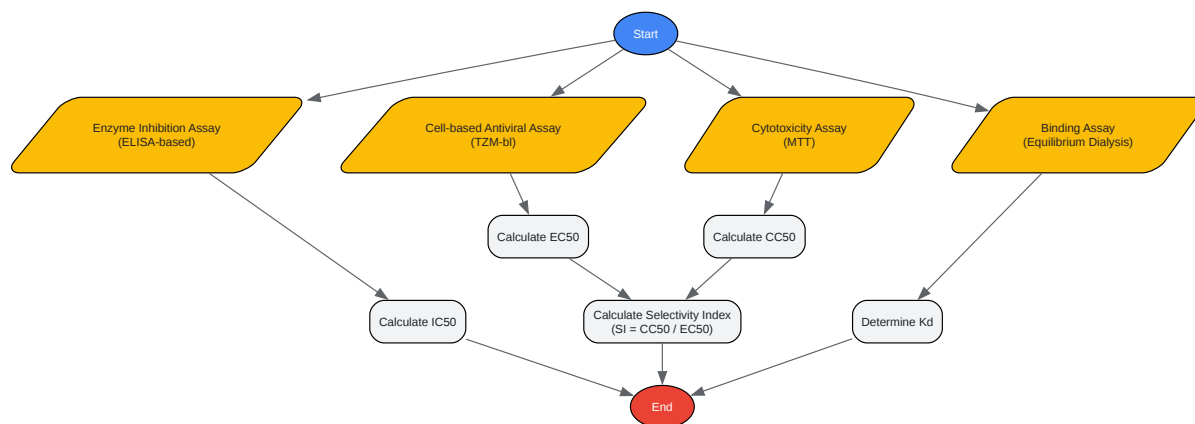 Start
Enzyme Inhibition Assay
(ELISA-based)
Cell-based Antiviral Assay
(TZM-bl)
Cytotoxicity Assay
(MTT)
Binding Assay
(Equilibrium Dialysis)
Calculate EC50
Calculate CC50
Calculate IC50
Calculate Selectivity Index
(SI = CC50 / EC50)
Determine Kd
End